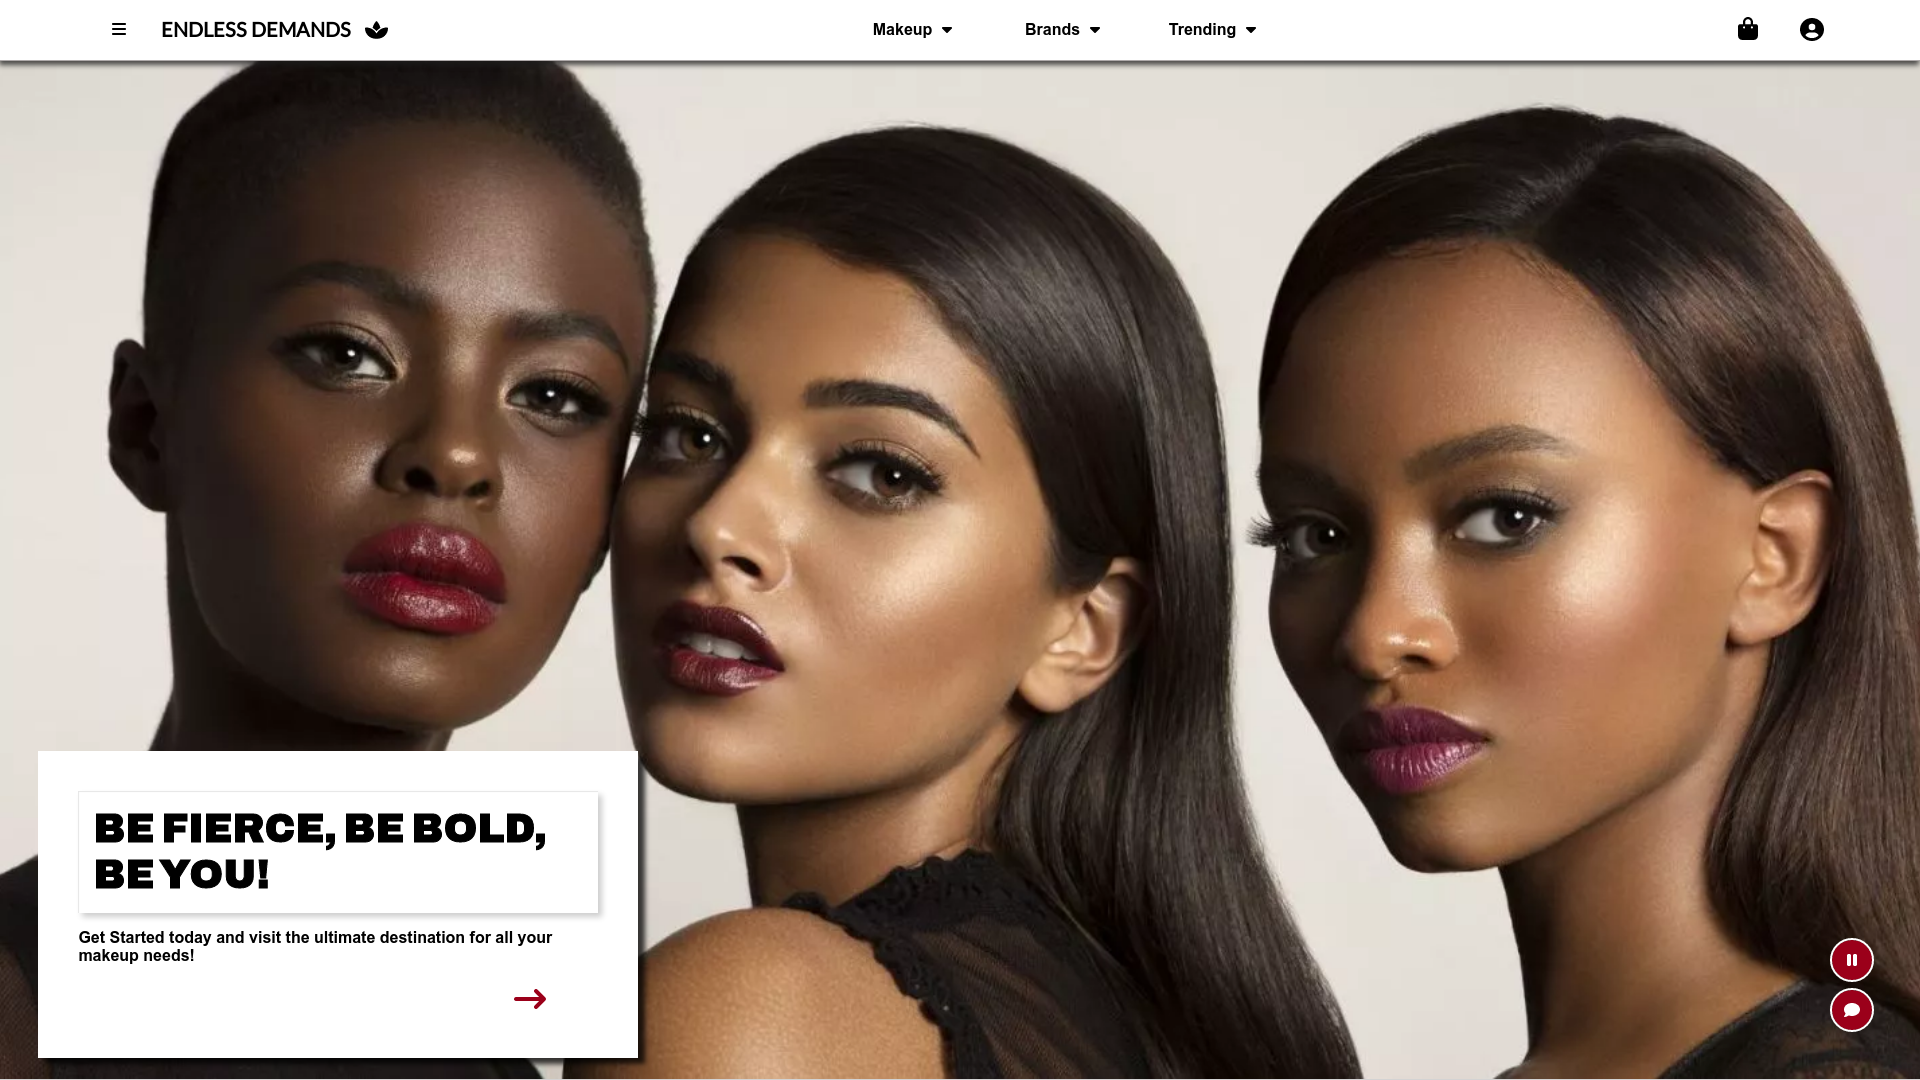 ENDLESS DEMANDS
Makeup
Brands
Trending
BE FIERCE, BE BOLD,
BE YOU!
Get Started today and visit the ultimate destination for all your
makeup needs!